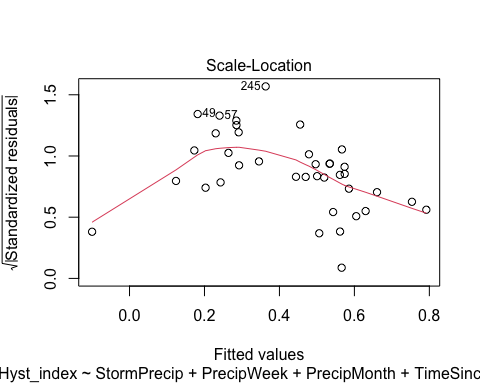 Scale-Location
√|Standardized residuals|
1.5
1.0
0.5
0.0
245
49
57
0.0 0.2 0.4 0.6 0.8
Fitted values
Hyst_index ~ StormPrecip + PrecipWeek + PrecipMonth + TimeSinc